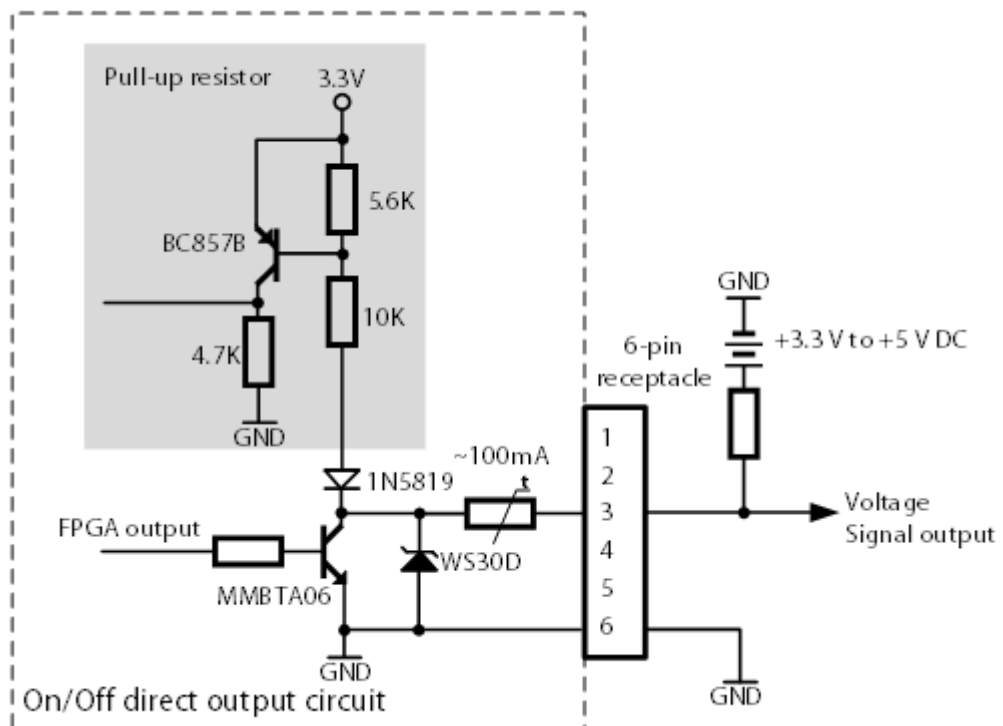 Pull-up resistor
3.3V
5.6K
BC857B
10K
4.7K
GND
GND
+3.3 V to +5 V DC
6-pin
receptacle
1
2
3
4
5
6
~100mA
t
1N5819
FPGA output
WS30D
MMBTA06
Voltage
Signal output
GND
GND
On/Off direct output circuit